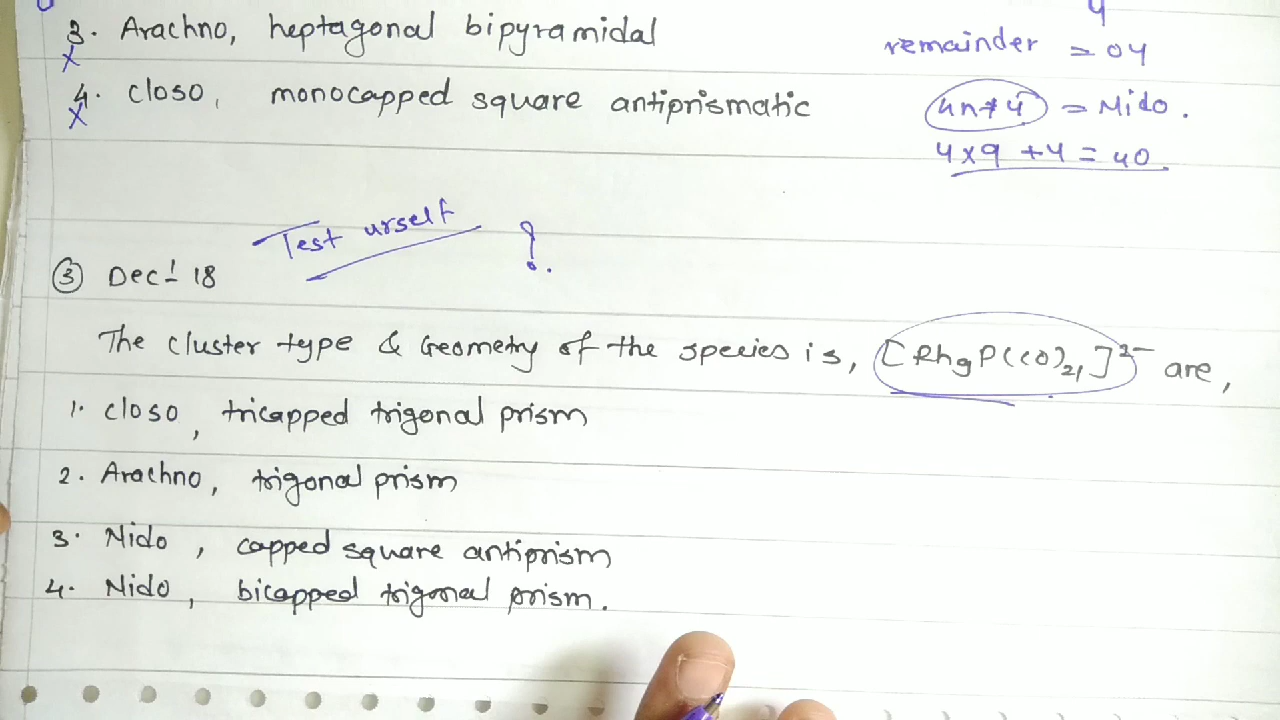 3. Arachno, heptagonal bipyramidal
4
remainder = 04
x
4. Closo, monocapped square antiprismatic
x
4n+4 = Nido.
4x9 +4 = 40
Test urself ?
③ Dec! 18
The cluster type & Geometry of the species is, [Rh9P(CO)21]2- are,
1. closo, tricapped trigonal prism
2. Arachno, trigonal prism
3. Nido, capped square antiprism
4. Nido, bicapped trigonal prism.